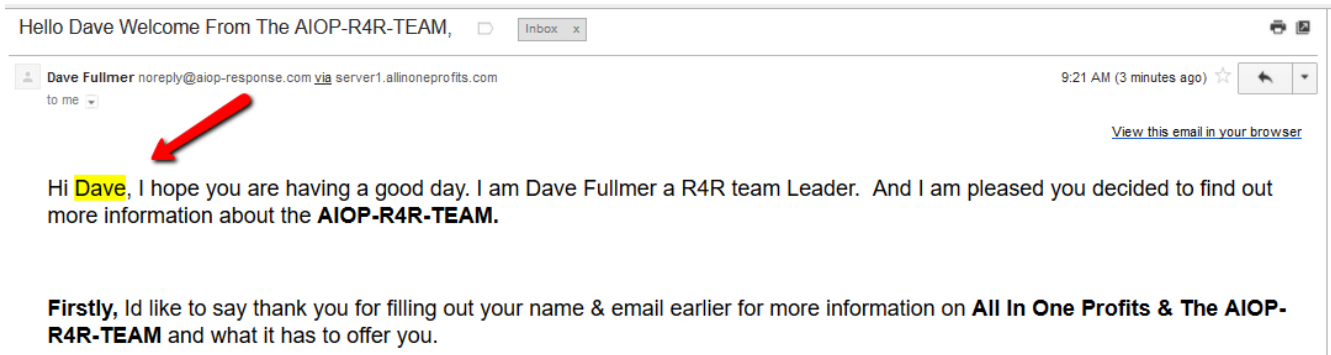 Hello Dave Welcome From The AIOP-R4R-TEAM, Inbox x
Dave Fullmer noreply@aiop-response.com via server1.allinoneprofits.com 9:21 AM (3 minutes ago)
to me
View this email in your browser
Hi Dave, I hope you are having a good day. I am Dave Fullmer a R4R team Leader. And I am pleased you decided to find out
more information about the AIOP-R4R-TEAM.
Firstly, Id like to say thank you for filling out your name & email earlier for more information on All In One Profits & The AIOP-
R4R-TEAM and what it has to offer you.